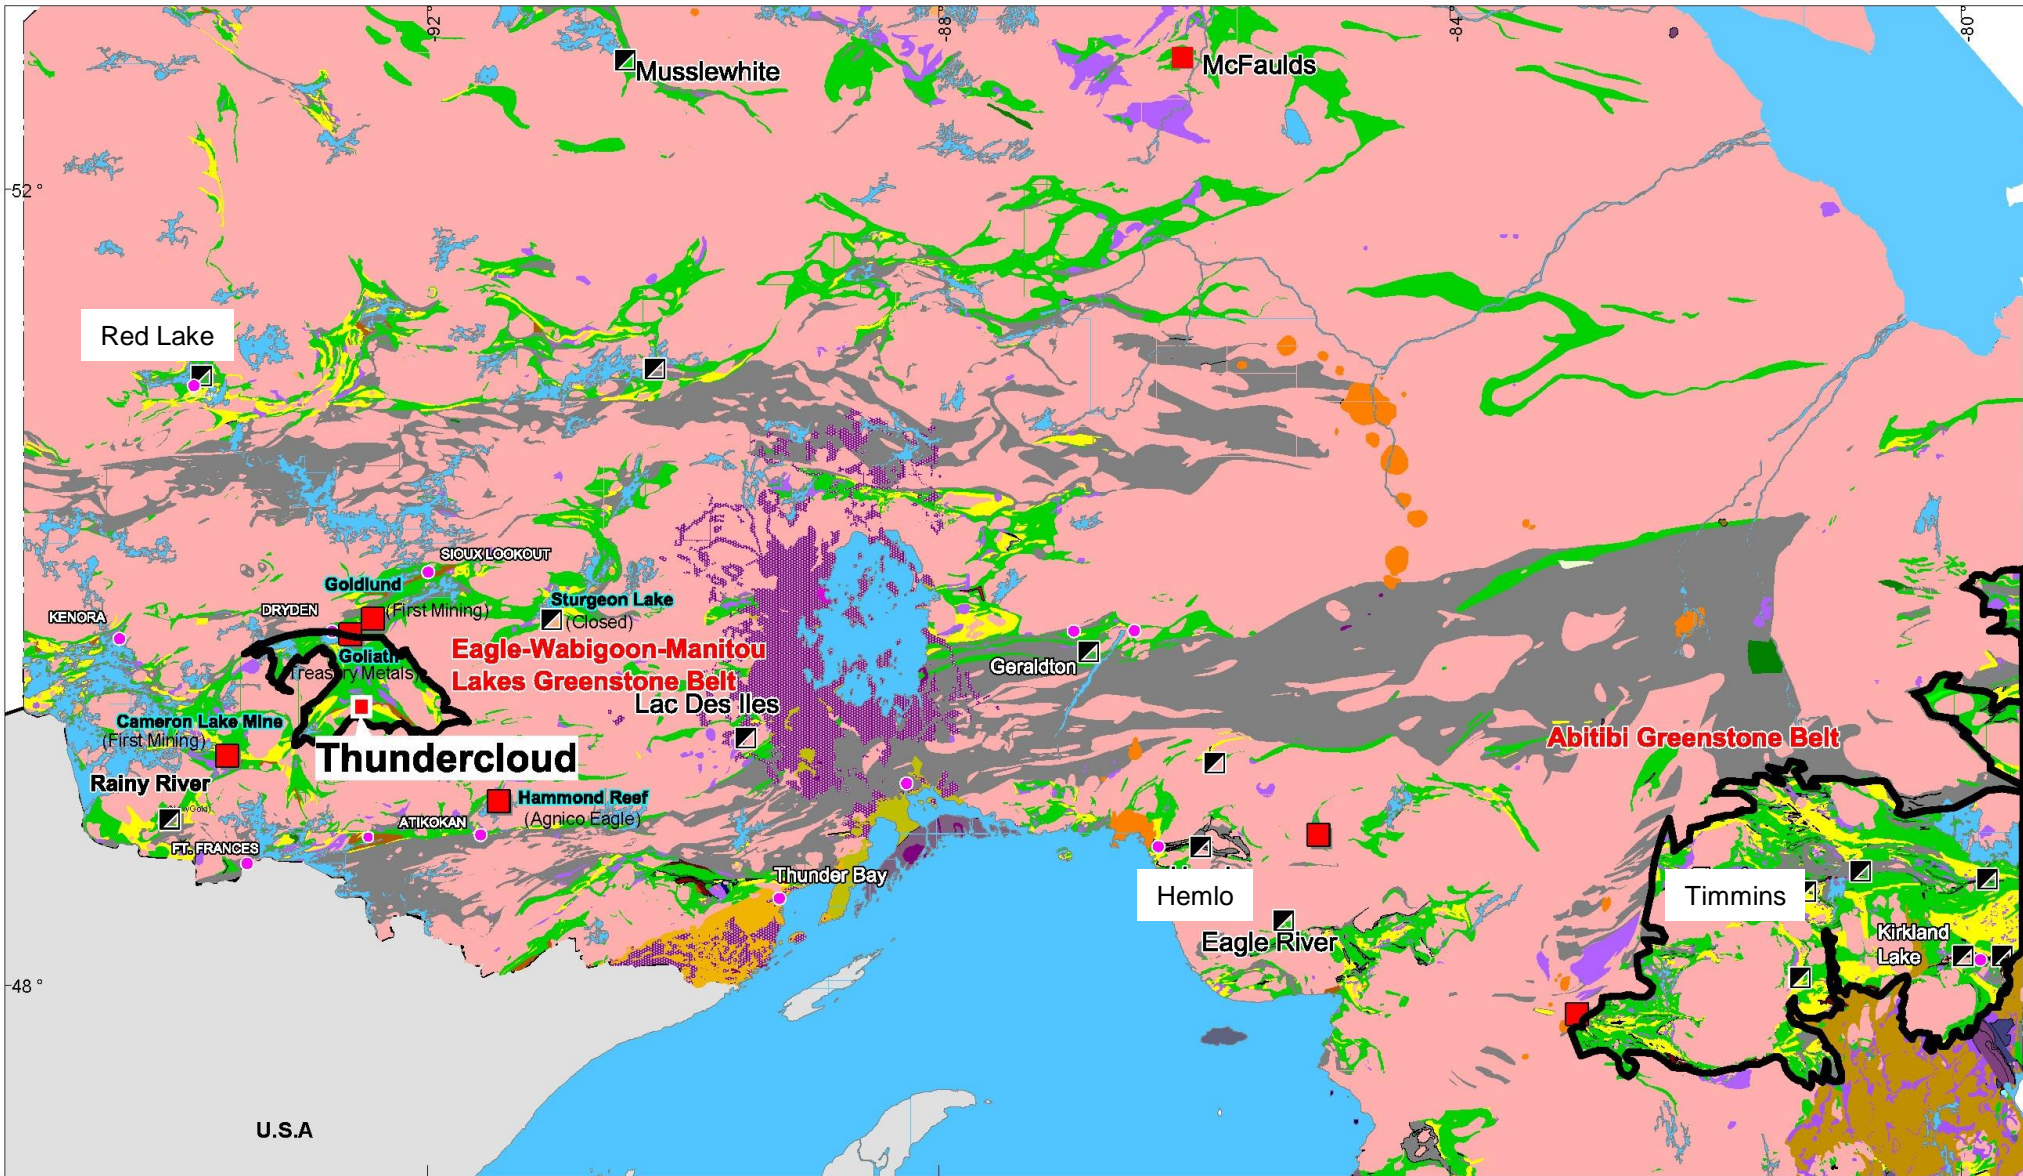 -92
-88
-84
-80
Musslewhite
McFaulds
52 °
Red Lake
SIOUX LOOKOUT
Goldlund
(First Mining)
DRYDEN
KENORA
Sturgeon Lake
(Closed)
Goliath
Treasury Metals)
Eagle-Wabigoon-Manitou
Lakes Greenstone Belt
Geraldton
Lac Des Iles
Cameron Lake MIne
(First Mining)
Thundercloud
Abitibi Greenstone Belt
Rainy River
Hammond Reef
(Agnico Eagle)
ATIKOKAN
FT. FRANCES
Thunder Bay
Hemlo
Timmins
Eagle River
Kirkland
Lake
48 °
U.S.A